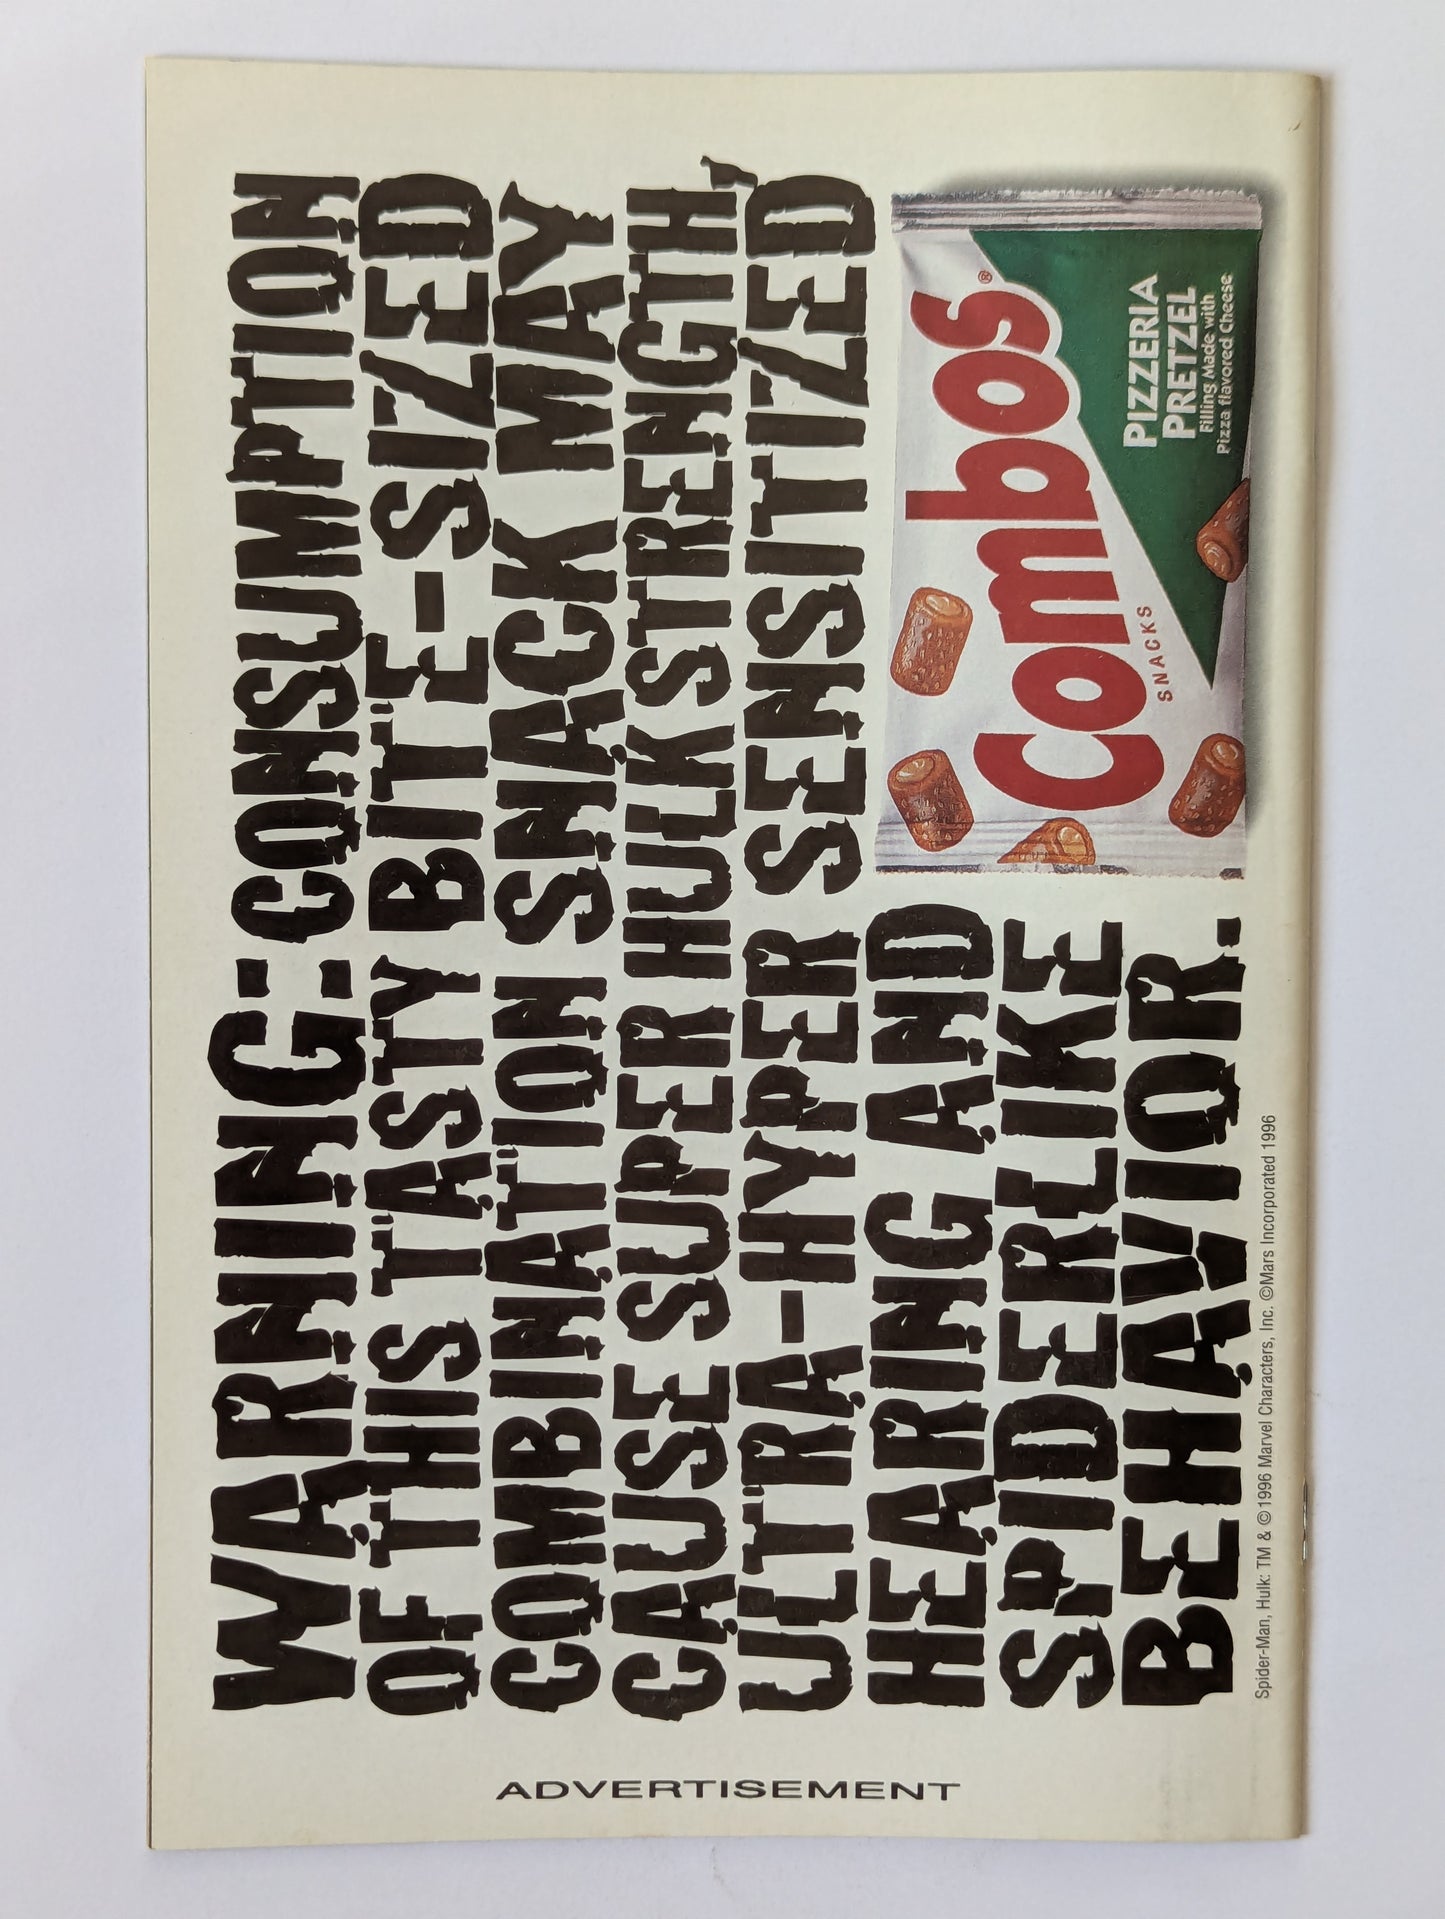 WARNING: CONSUMPTION
OF THIS TASTY BITE-SIZED
COMBINATION SNACK MAY
CAUSE SUPER HULK STRENGTH,
ULTRA-HYPER SENSITIZED
HEARING AND
SPIDERLIKE
BEHAVIOR.
Combos®
SNACKS
PIZZERIA
PRETZEL
Filling Made with
Pizza flavored Cheese
Spider-Man, Hulk: TM & ©1996 Marvel Characters, Inc. ©Mars Incorporated 1996
ADVERTISEMENT